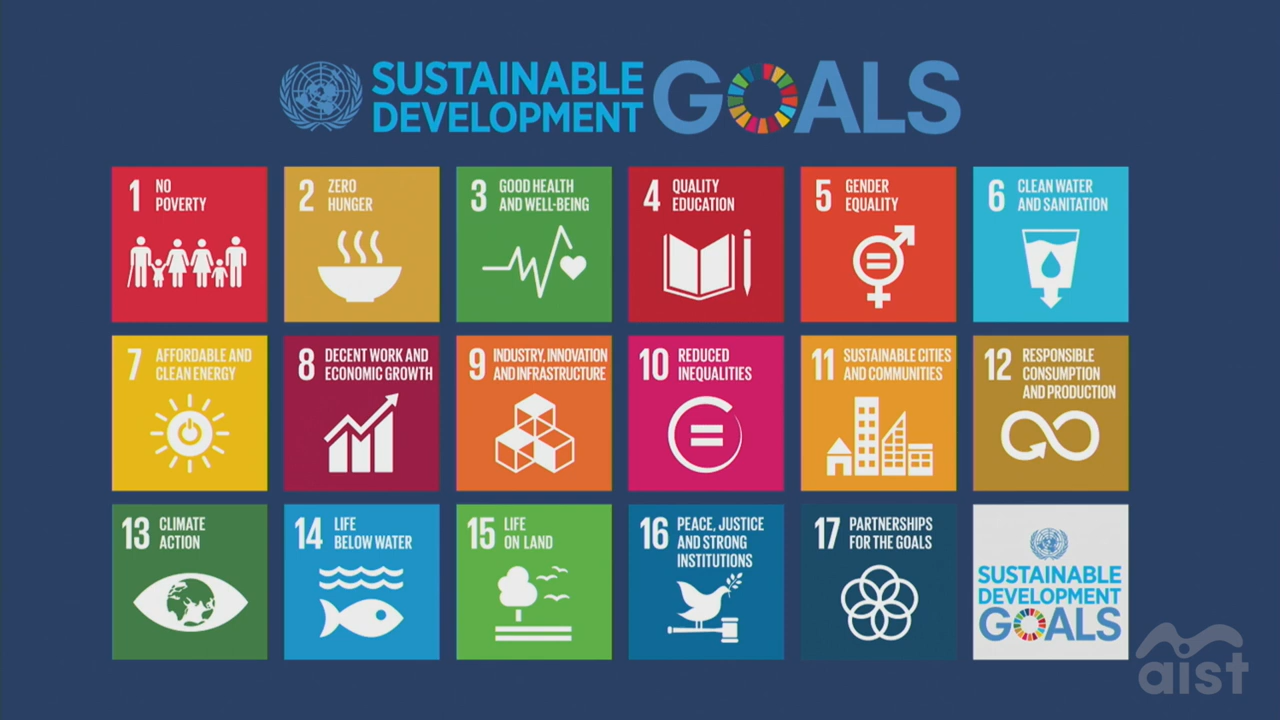 SUSTAINABLE
DEVELOPMENT
GOALS
1 NO
POVERTY
2 ZERO
HUNGER
3 GOOD HEALTH
AND WELL-BEING
4 QUALITY
EDUCATION
5 GENDER
EQUALITY
6 CLEAN WATER
AND SANITATION
7 AFFORDABLE AND
CLEAN ENERGY
8 DECENT WORK AND
ECONOMIC GROWTH
9 INDUSTRY, INNOVATION
AND INFRASTRUCTURE
10 REDUCED
INEQUALITIES
11 SUSTAINABLE CITIES
AND COMMUNITIES
12 RESPONSIBLE
CONSUMPTION
AND PRODUCTION
13 CLIMATE
ACTION
14 LIFE
BELOW WATER
15 LIFE
ON LAND
16 PEACE, JUSTICE
AND STRONG
INSTITUTIONS
17 PARTNERSHIPS
FOR THE GOALS
SUSTAINABLE
DEVELOPMENT
GOALS
aist